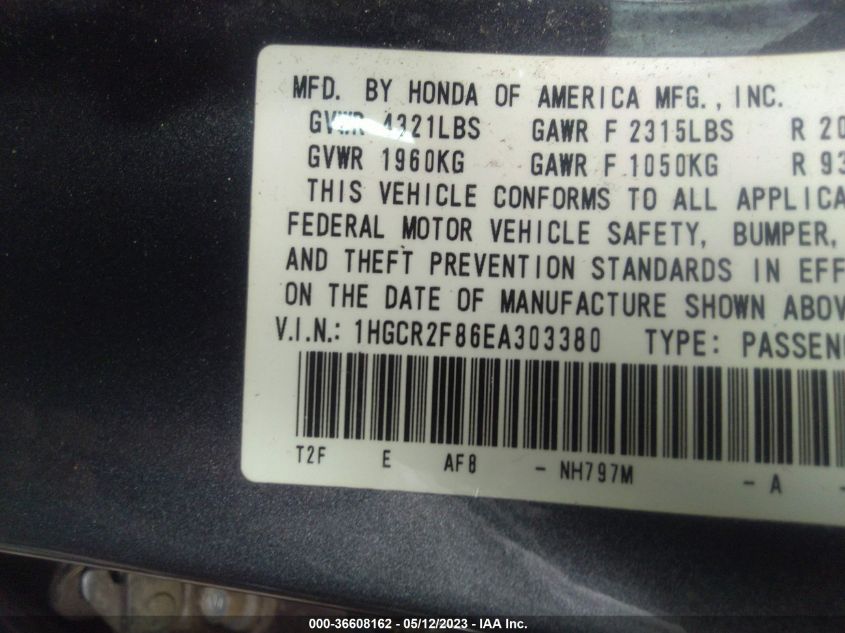 MFD. BY HONDA OF AMERICA MFG., INC.
GVWR 4321LBS GAWR F 2315LBS R 20
GVWR 1960KG GAWR F 1050KG R 93
THIS VEHICLE CONFORMS TO ALL APPLICA
FEDERAL MOTOR VEHICLE SAFETY, BUMPER,
AND THEFT PREVENTION STANDARDS IN EFF
ON THE DATE OF MANUFACTURE SHOWN ABOV
V.I.N.: 1HGCR2F86EA303380 TYPE: PASSEN
T2F E AF8 - NH797M - A -
000-36608162 - 05/12/2023 - IAA Inc.